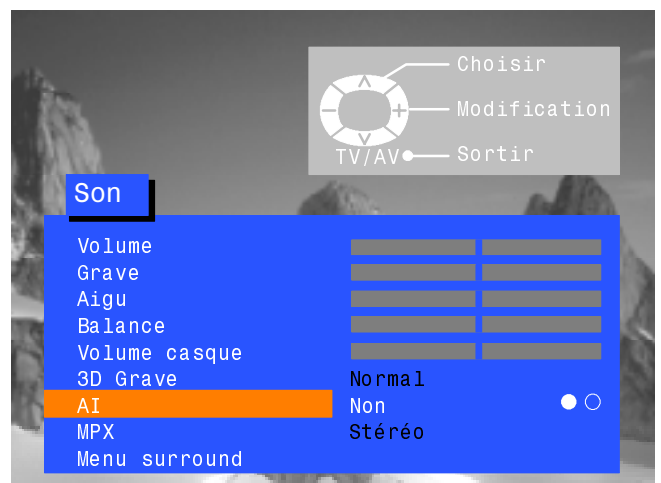 Choisir
Modification
TV/AV Sortir
Son
Volume
Grave
Aigu
Balance
Volume casque
3D Grave Normal
AI Non
MPX Stéréo
Menu surround